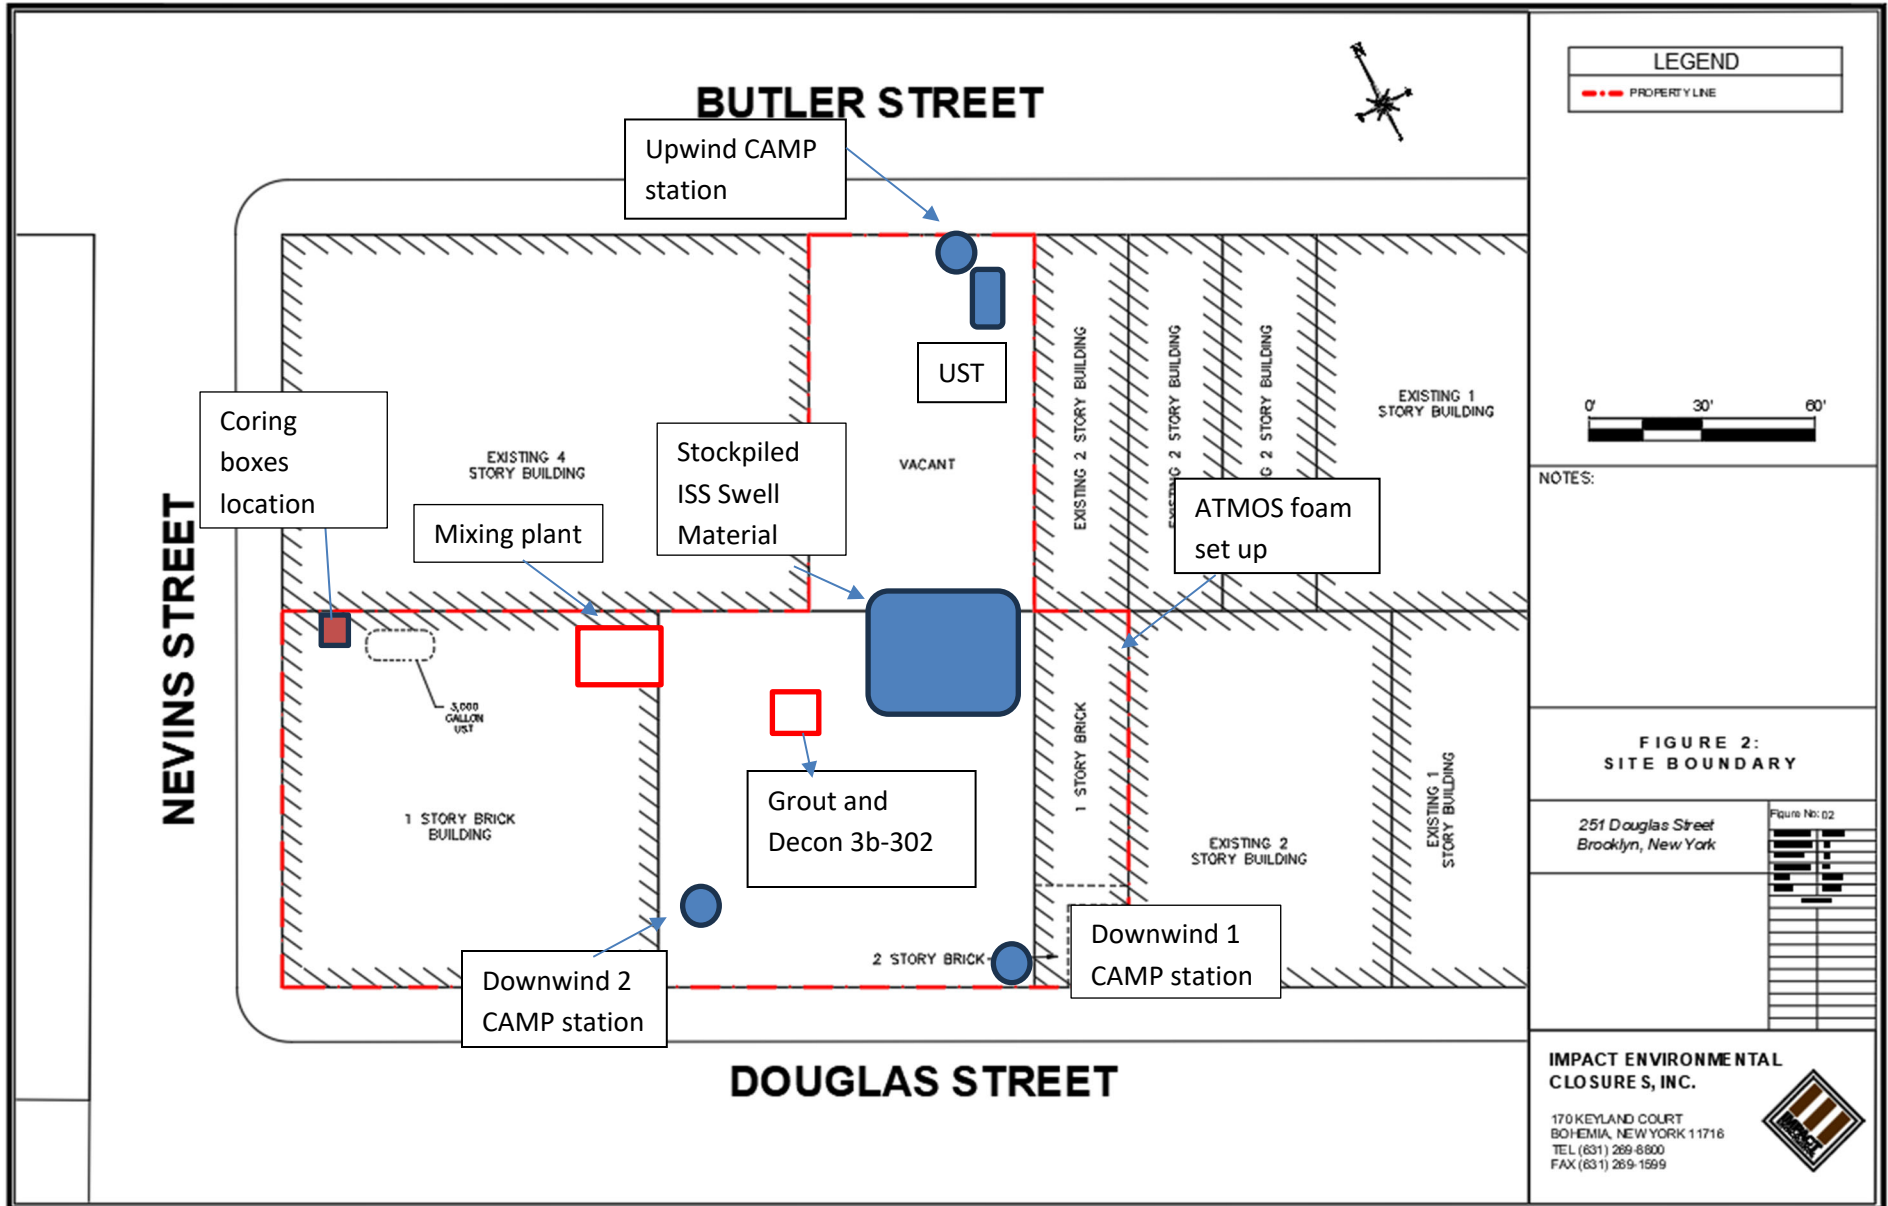 BUTLER STREET
N
Upwind CAMP
station
UST
Coring
boxes
location
EXISTING 4
STORY BUILDING
Mixing plant
Stockpiled
ISS Swell
Material
VACANT
EXISTING 2 STORY BUILDING
EXISTING 2 STORY BUILDING
2 STORY BUILDING
EXISTING 1
STORY BUILDING
ATMOS foam
set up
NEVINS STREET
3,000
GALLON
UST
1 STORY BRICK
BUILDING
Grout and
Decon 3b-302
1 STORY BRICK
EXISTING 2
STORY BUILDING
EXISTING 1
STORY BUILDING
Downwind 2
CAMP station
2 STORY BRICK
Downwind 1
CAMP station
DOUGLAS STREET
LEGEND
PROPERTY LINE
0' 30' 60'
NOTES:
FIGURE 2:
SITE BOUNDARY
251 Douglas Street
Brooklyn, New York
Figure No: 02
IMPACT ENVIRONMENTAL
CLOSURES, INC.
170 KEYLAND COURT
BOHEMIA, NEW YORK 11716
TEL (631) 269-8800
FAX (631) 269-1599
IMPACT